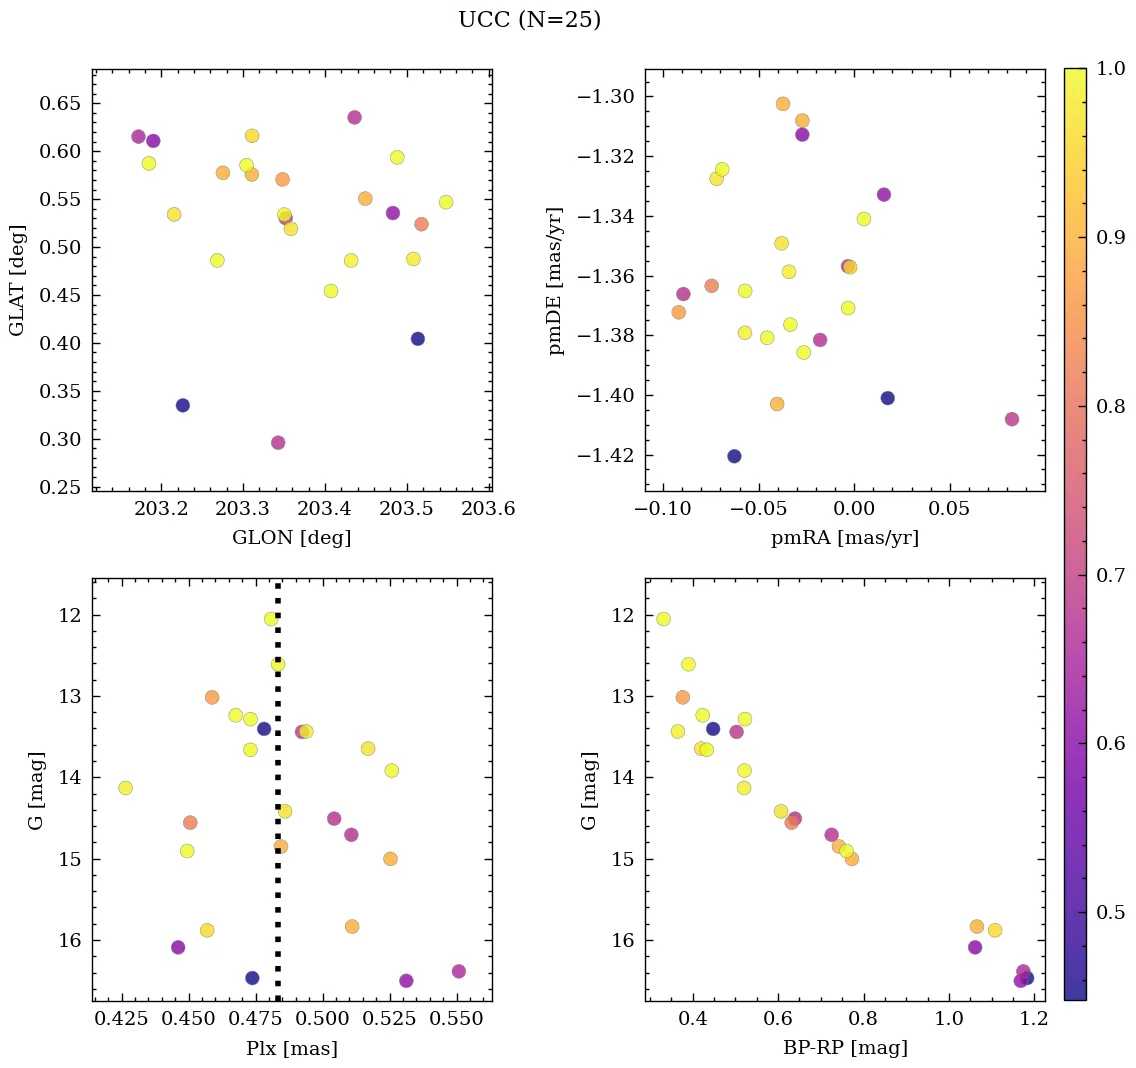 UCC (N=25)
0.65
0.60
0.55
0.50
0.45
0.40
0.35
0.30
0.25
GLAT [deg]
203.2 203.3 203.4 203.5 203.6
GLON [deg]
−1.30
−1.32
−1.34
−1.36
−1.38
−1.40
−1.42
pmDE [mas/yr]
−0.10 −0.05 0.00 0.05
pmRA [mas/yr]
12
13
14
15
16
G [mag]
0.425 0.450 0.475 0.500 0.525 0.550
Plx [mas]
12
13
14
15
16
G [mag]
0.4 0.6 0.8 1.0 1.2
BP-RP [mag]
1.0
0.9
0.8
0.7
0.6
0.5